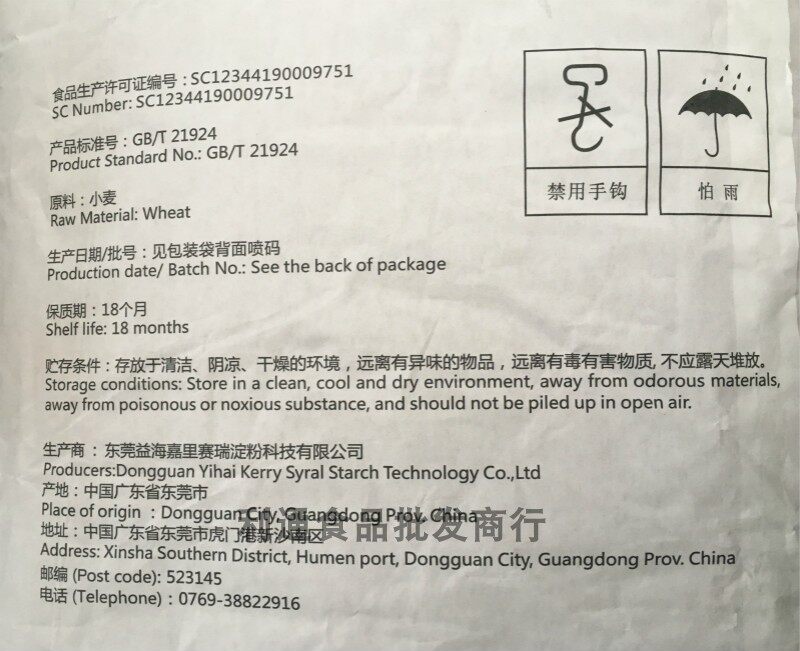 食品生产许可证编号：SC12344190009751
SC Number: SC12344190009751
产品标准号：GB/T 21924
Product Standard No.: GB/T 21924
原料：小麦
Raw Material: Wheat
生产日期/批号：见包装袋背面喷码
Production date/ Batch No.: See the back of package
保质期：18个月
Shelf life: 18 months
贮存条件：存放于清洁、阴凉、干燥的环境，远离有异味的物品，远离有毒有害物质, 不应露天堆放。
Storage conditions: Store in a clean, cool and dry environment, away from odorous materials,
away from poisonous or noxious substance, and should not be piled up in open air.
生产商：东莞益海嘉里赛瑞淀粉科技有限公司
Producers:Dongguan Yihai Kerry Syral Starch Technology Co.,Ltd
产地：中国广东省东莞市
Place of origin：Dongguan City, Guangdong Prov. China
地址：中国广东省东莞市虎门港新沙南区
Address: Xinsha Southern District, Humen port, Dongguan City, Guangdong Prov. China
邮编 (Post code): 523145
电话 (Telephone)：0769-38822916
禁用手钩
怕雨
和通食品批发商行